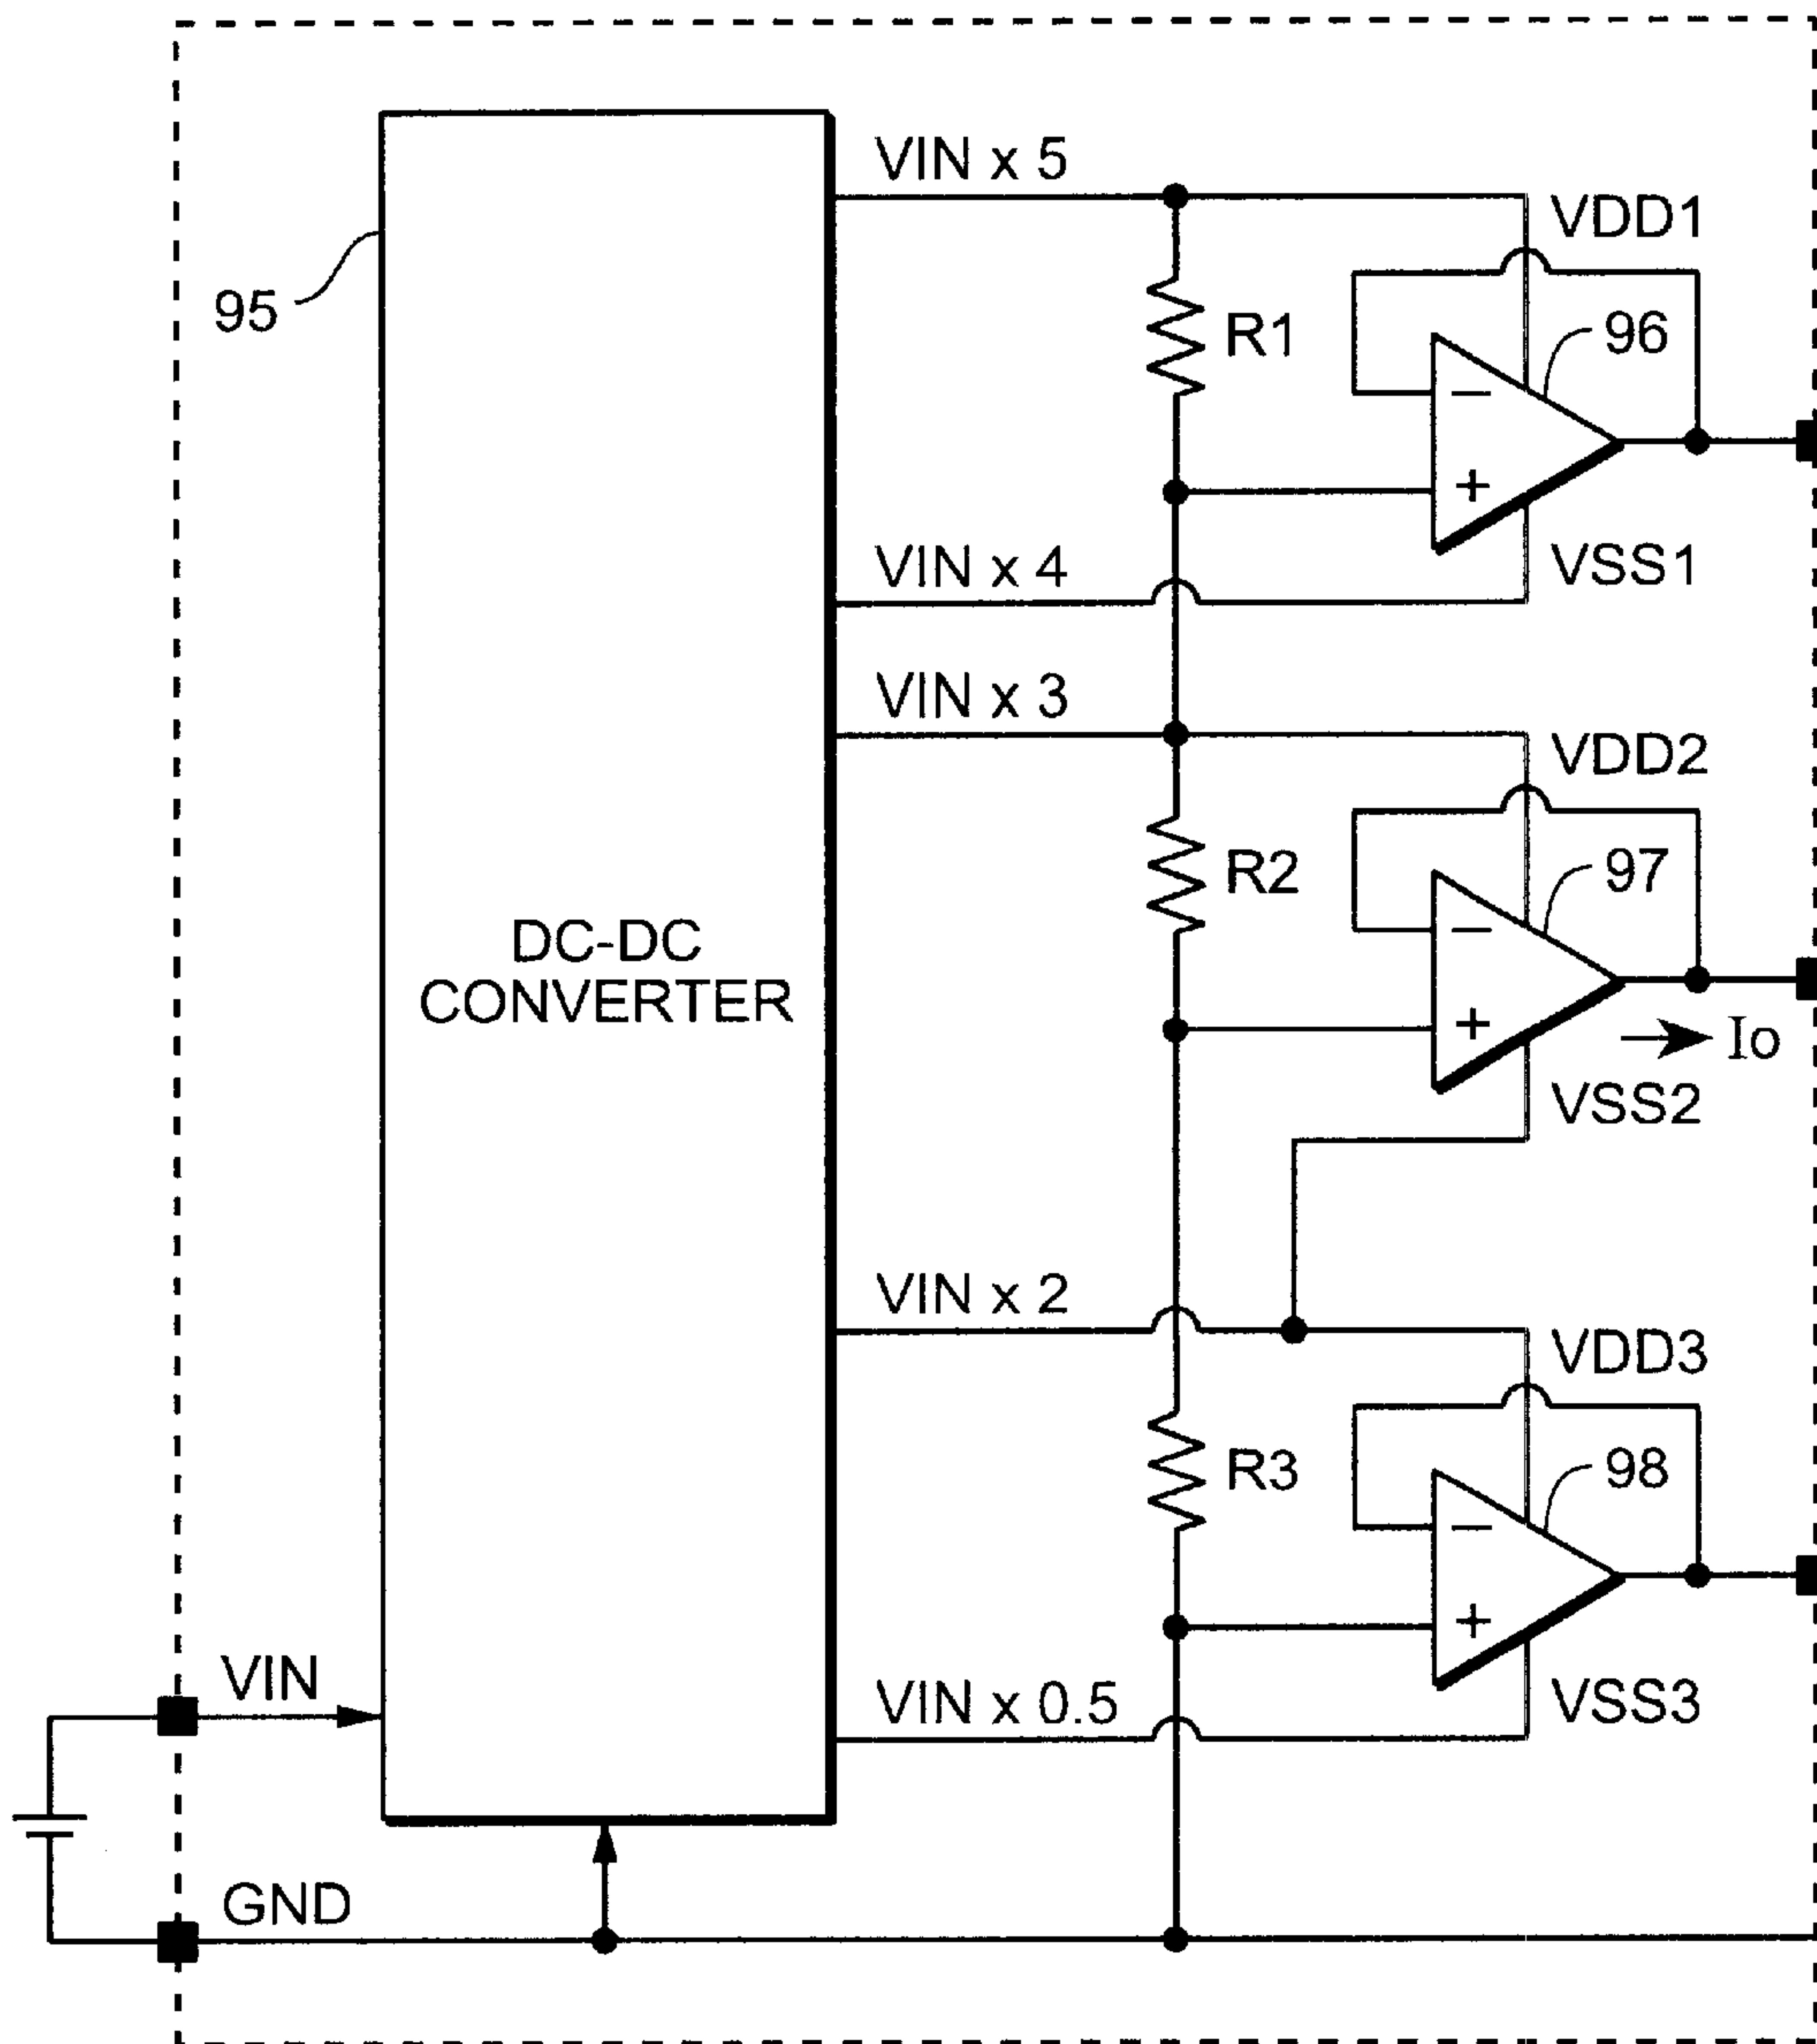 VIN x 5
VDD1
95
R1
96
−
+
VIN x 4
VSS1
VIN x 3
VDD2
R2
97
−
DC-DC
CONVERTER
+
Io
VSS2
VIN x 2
VDD3
R3
98
−
+
VIN
VIN x 0.5
VSS3
GND